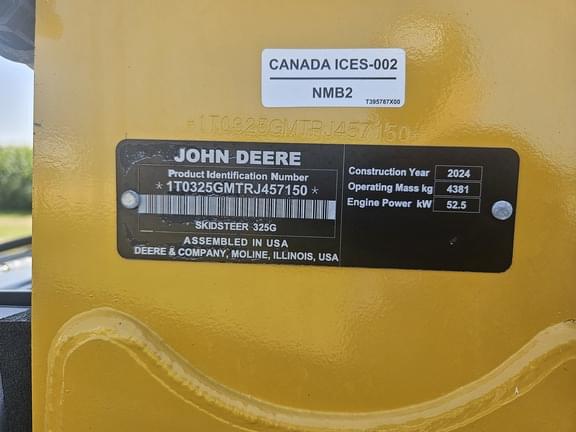 CANADA ICES-002
NMB2
T395787X00
*1T0325GMTRJ457150*
JOHN DEERE
Product Identification Number
*1T0325GMTRJ457150*
SKIDSTEER 325G
ASSEMBLED IN USA
DEERE & COMPANY, MOLINE, ILLINOIS, USA
Construction Year 2024
Operating Mass kg 4381
Engine Power kW 52.5